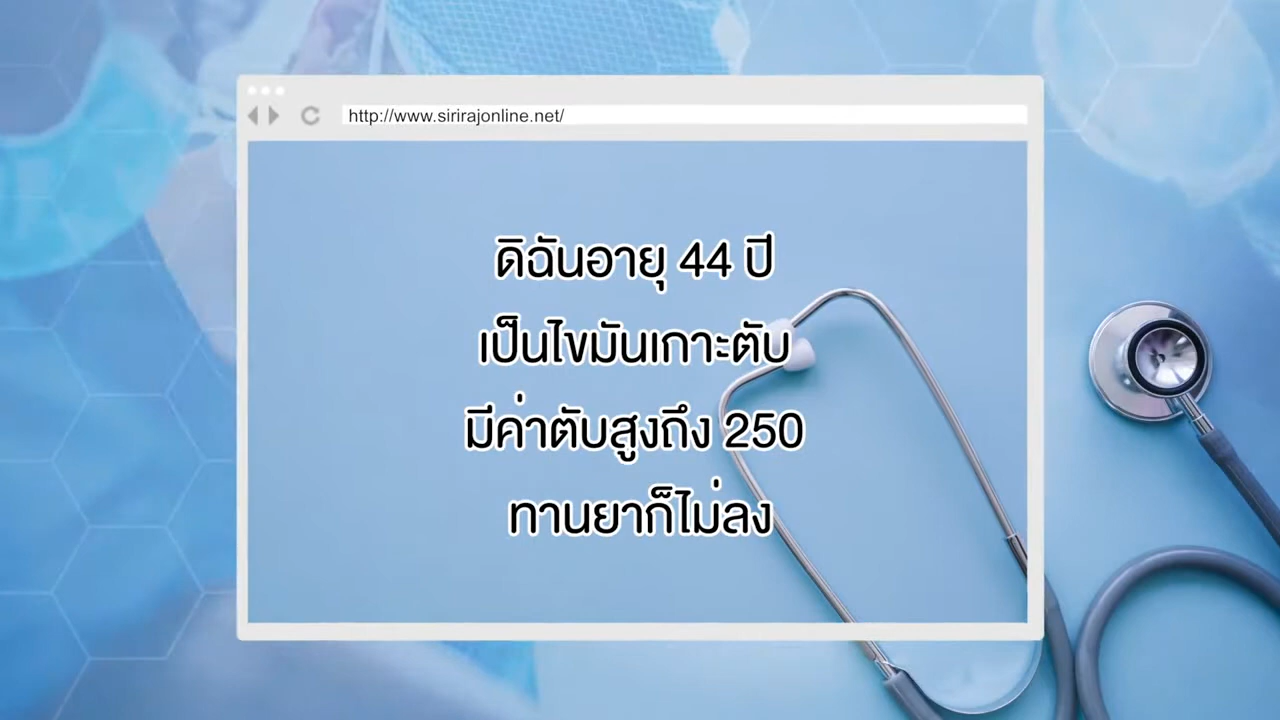 http://www.sirirajonline.net/
ดิฉันอายุ 44 ปี
เป็นไขมันเกาะตับ
มีค่าตับสูงถึง 250
ทานยาก็ไม่ลง